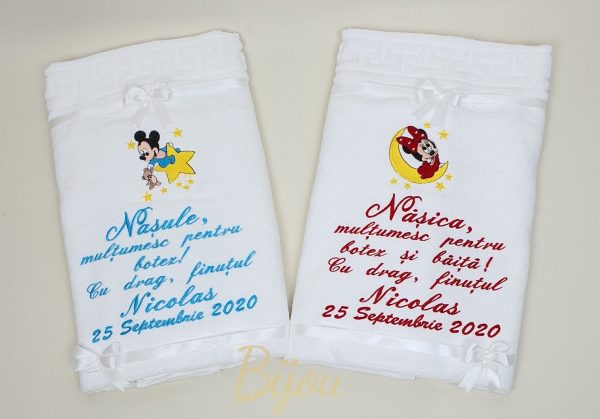 Nășule,
mulțumesc pentru
botez!
Cu drag, finuțul
Nicolas
25 Septembrie 2020
Nășica,
mulțumesc pentru
botez și băiță!
Cu drag, finuțul
Nicolas
25 Septembrie 2020
Bijou